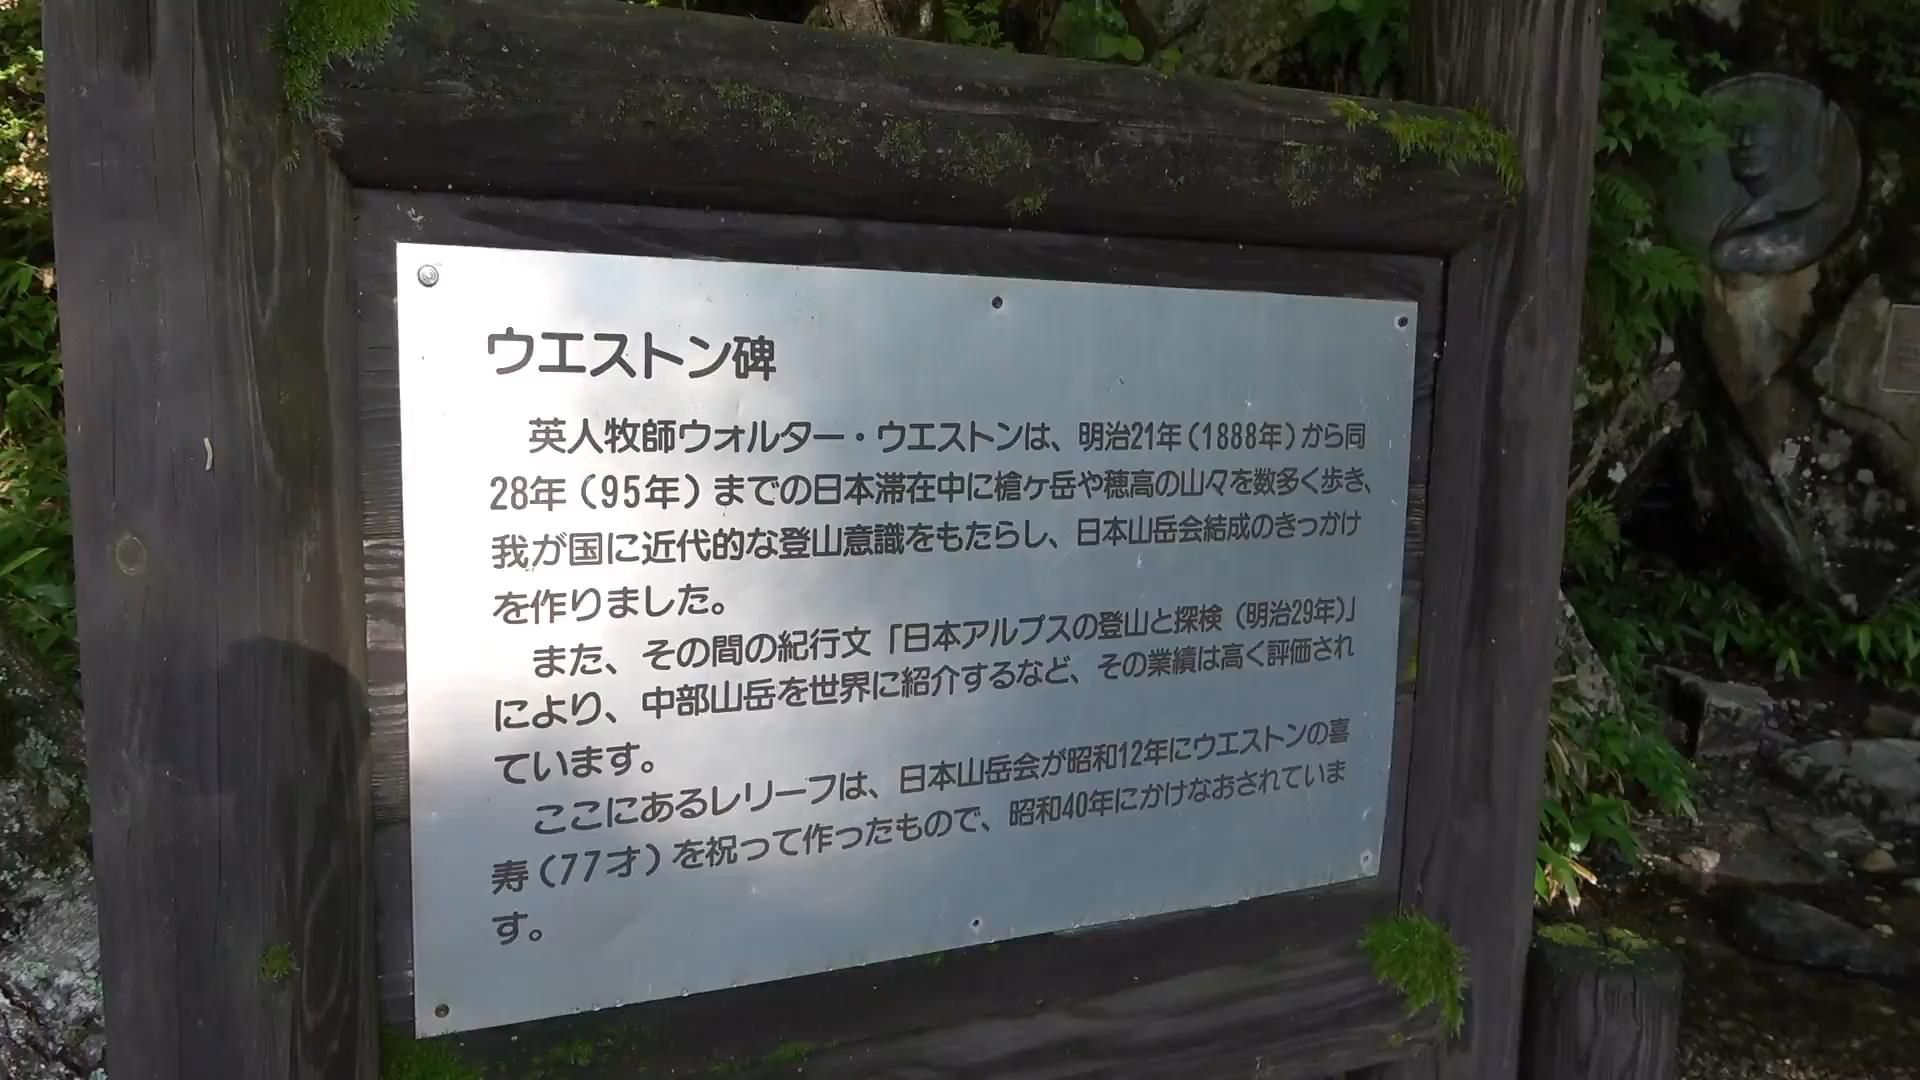 ウエストン碑
英人牧師ウォルター・ウエストンは、明治21年(1888年)から同
28年(95年)までの日本滞在中に槍ヶ岳や穂高の山々を数多く歩き、
我が国に近代的な登山意識をもたらし、日本山岳会結成のきっかけ
を作りました。
また、その間の紀行文「日本アルプスの登山と探検(明治29年)」
により、中部山岳を世界に紹介するなど、その業績は高く評価され
ています。
ここにあるレリーフは、日本山岳会が昭和12年にウエストンの喜
寿(77才)を祝って作ったもので、昭和40年にかけなおされていま
す。